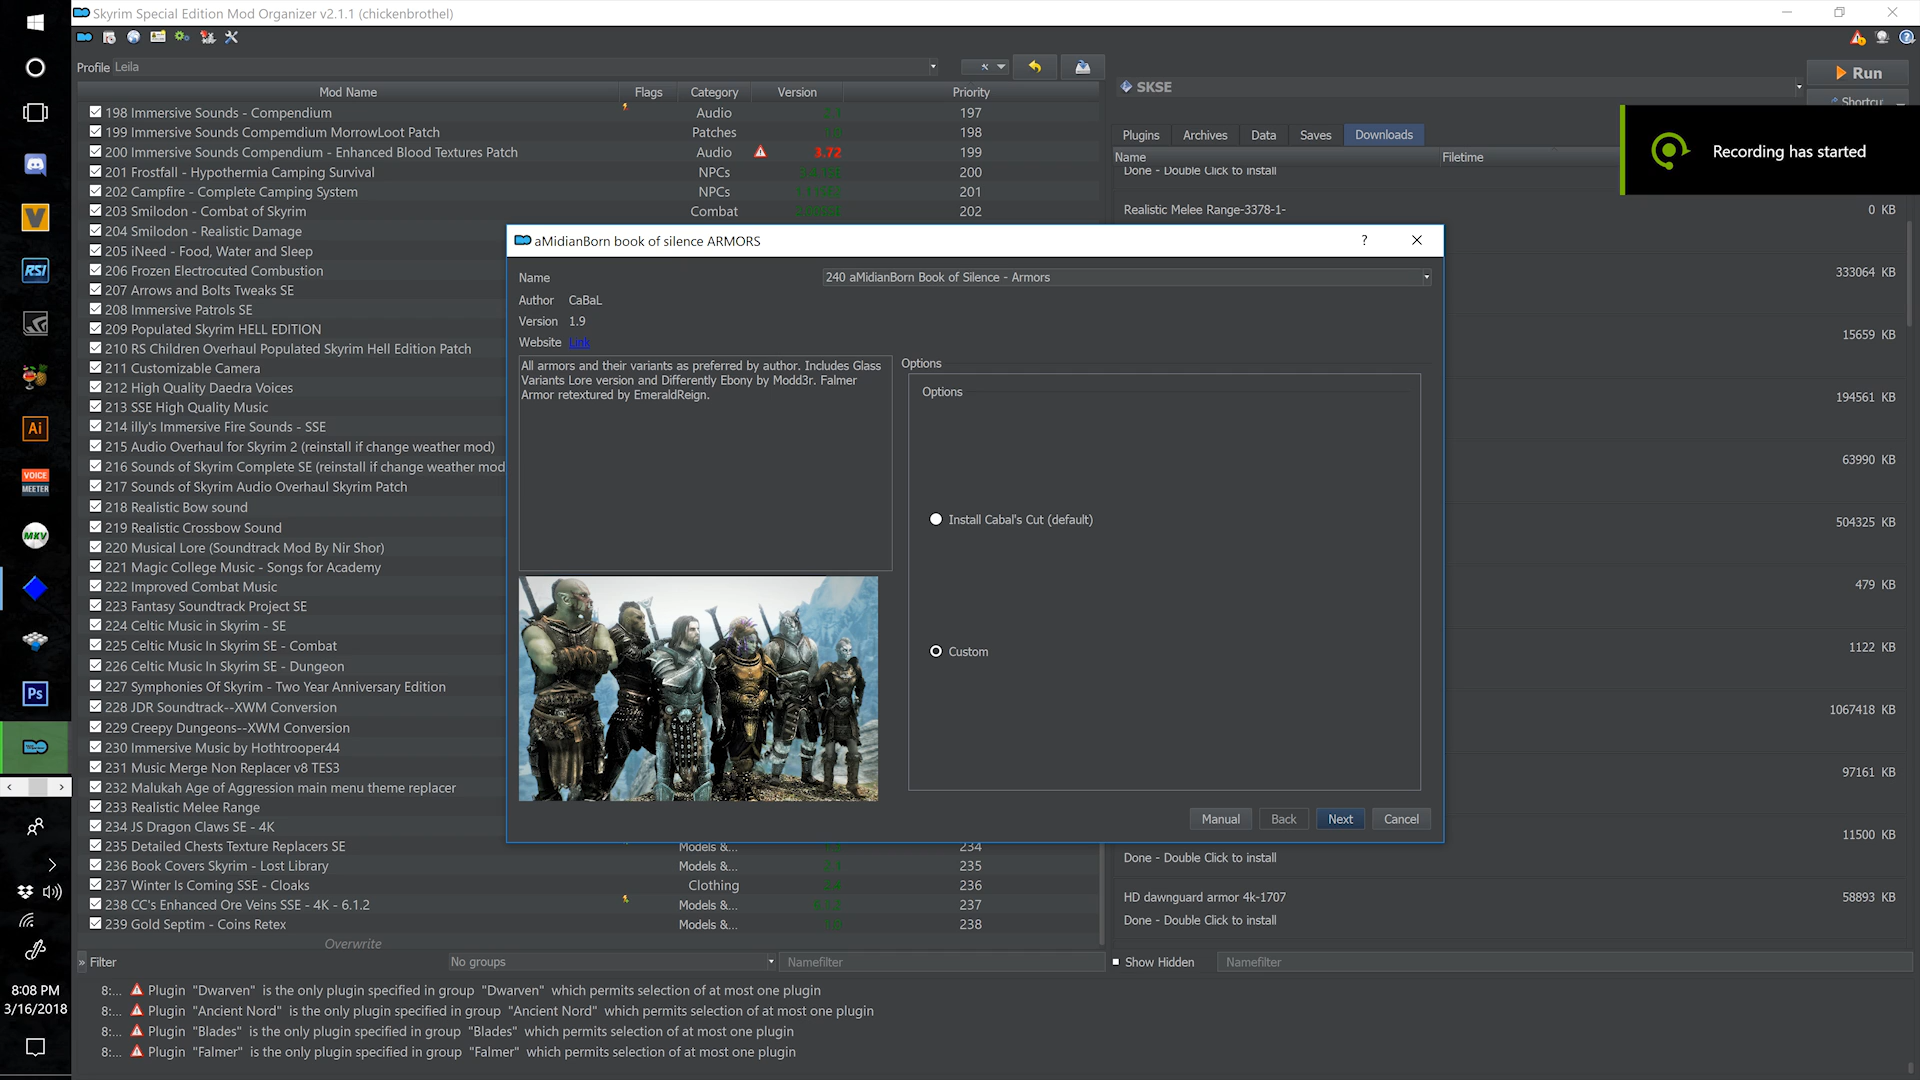 Skyrim Special Edition Mod Organizer v2.1.1 (chickenbrothel)
Profile Leila
Mod Name Flags Category Version Priority
198 Immersive Sounds - Compendium Audio 197
199 Immersive Sounds Compemdium MorrowLoot Patch Patches 198
200 Immersive Sounds Compendium - Enhanced Blood Textures Patch Audio 3.72 199
201 Frostfall - Hypothermia Camping Survival NPCs 200
202 Campfire - Complete Camping System NPCs 201
203 Smilodon - Combat of Skyrim Combat 202
204 Smilodon - Realistic Damage
205 iNeed - Food, Water and Sleep
206 Frozen Electrocuted Combustion
207 Arrows and Bolts Tweaks SE
208 Immersive Patrols SE
209 Populated Skyrim HELL EDITION
210 RS Children Overhaul Populated Skyrim Hell Edition Patch
211 Customizable Camera
212 High Quality Daedra Voices
213 SSE High Quality Music
214 illy's Immersive Fire Sounds - SSE
215 Audio Overhaul for Skyrim 2 (reinstall if change weather mod)
216 Sounds of Skyrim Complete SE (reinstall if change weather mod
217 Sounds of Skyrim Audio Overhaul Skyrim Patch
218 Realistic Bow sound
219 Realistic Crossbow Sound
220 Musical Lore (Soundtrack Mod By Nir Shor)
221 Magic College Music - Songs for Academy
222 Improved Combat Music
223 Fantasy Soundtrack Project SE
224 Celtic Music in Skyrim - SE
225 Celtic Music In Skyrim SE - Combat
226 Celtic Music In Skyrim SE - Dungeon
227 Symphonies Of Skyrim - Two Year Anniversary Edition
228 JDR Soundtrack--XWM Conversion
229 Creepy Dungeons--XWM Conversion
230 Immersive Music by Hothtrooper44
231 Music Merge Non Replacer v8 TES3
232 Malukah Age of Aggression main menu theme replacer
233 Realistic Melee Range
234 JS Dragon Claws SE - 4K
235 Detailed Chests Texture Replacers SE Models &... 234
236 Book Covers Skyrim - Lost Library Models &... 235
237 Winter Is Coming SSE - Cloaks Clothing 236
238 CC's Enhanced Ore Veins SSE - 4K - 6.1.2 Models &... 237
239 Gold Septim - Coins Retex Models &... 238
Overwrite
» Filter No groups Namefilter
8:... Plugin "Dwarven" is the only plugin specified in group "Dwarven" which permits selection of at most one plugin
8:... Plugin "Ancient Nord" is the only plugin specified in group "Ancient Nord" which permits selection of at most one plugin
8:... Plugin "Blades" is the only plugin specified in group "Blades" which permits selection of at most one plugin
8:... Plugin "Falmer" is the only plugin specified in group "Falmer" which permits selection of at most one plugin
aMidianBorn book of silence ARMORS
?
Name 240 aMidianBorn Book of Silence - Armors
Author CaBaL
Version 1.9
Website Link
All armors and their variants as preferred by author. Includes Glass
Variants Lore version and Differently Ebony by Modd3r. Falmer
Armor retextured by EmeraldReign.
Options
Options
Install Cabal's Cut (default)
Custom
Manual Back Next Cancel
SKSE
Run
Shortcu
Plugins Archives Data Saves Downloads
Name Filetime
Done - Double Click to install
Realistic Melee Range-3378-1- 0 KB
333064 KB
15659 KB
194561 KB
63990 KB
504325 KB
479 KB
1122 KB
1067418 KB
97161 KB
11500 KB
Done - Double Click to install
HD dawnguard armor 4k-1707 58893 KB
Done - Double Click to install
Show Hidden Namefilter
Recording has started
RSI
Ai
VOICE
MEETER
MKV
Ps
8:08 PM
3/16/2018